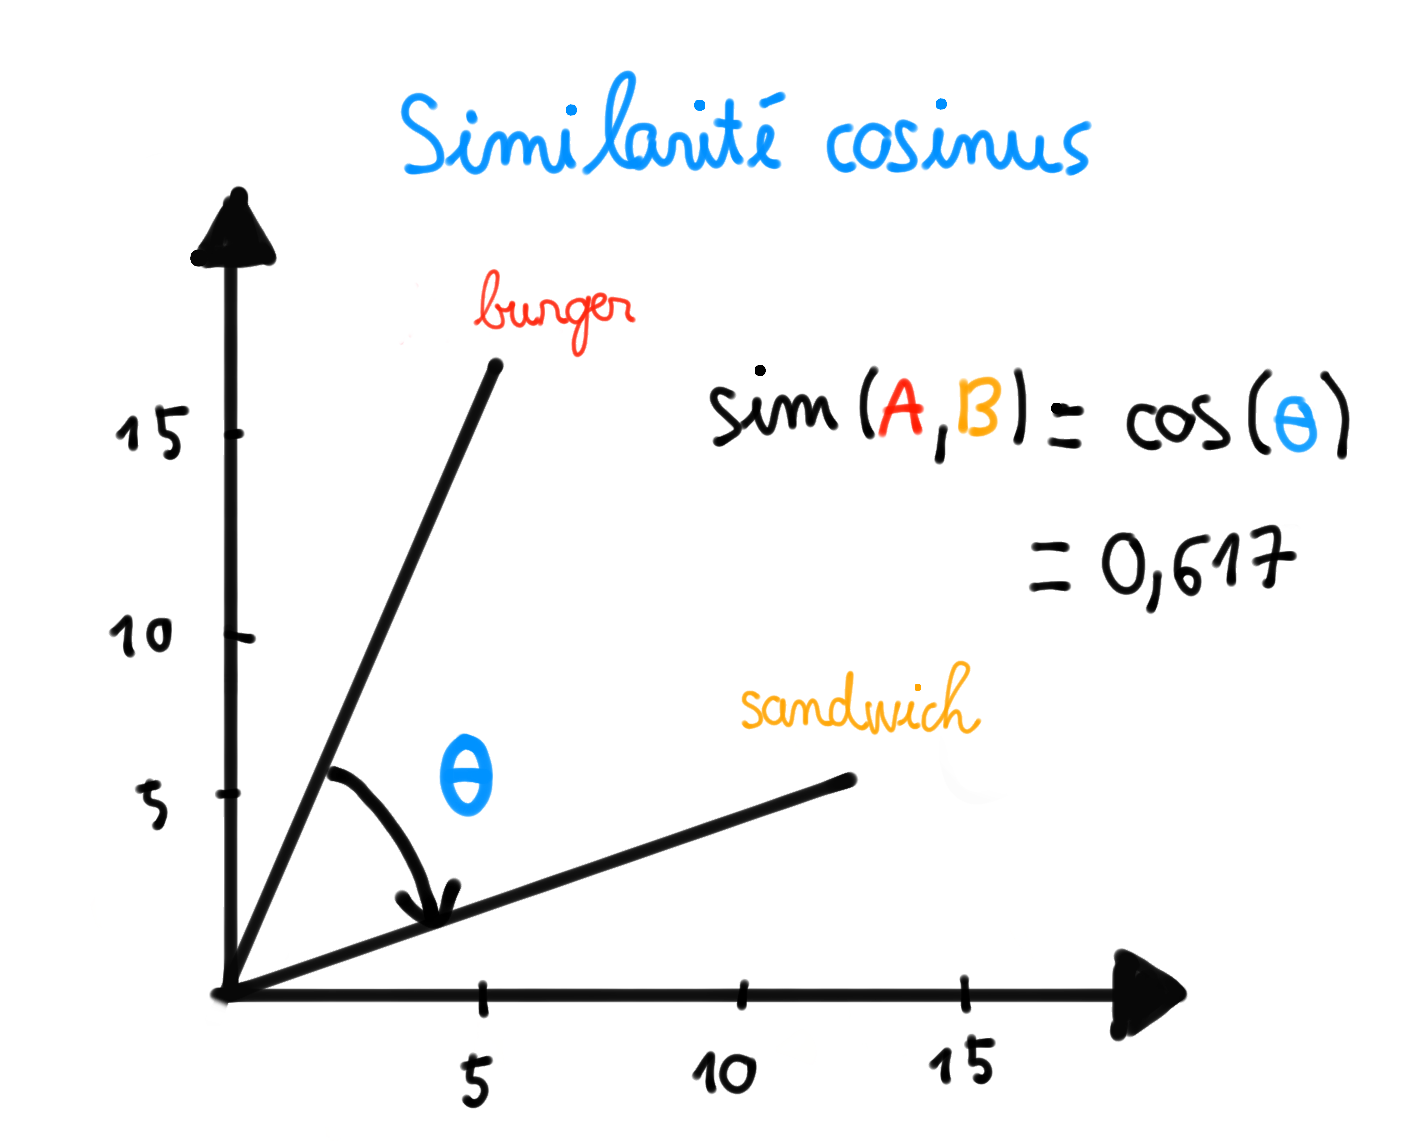 Similarité cosinus
burger
sim(A,B) = cos(θ)
= 0,617
15
10
5
θ
sandwich
5 10 15